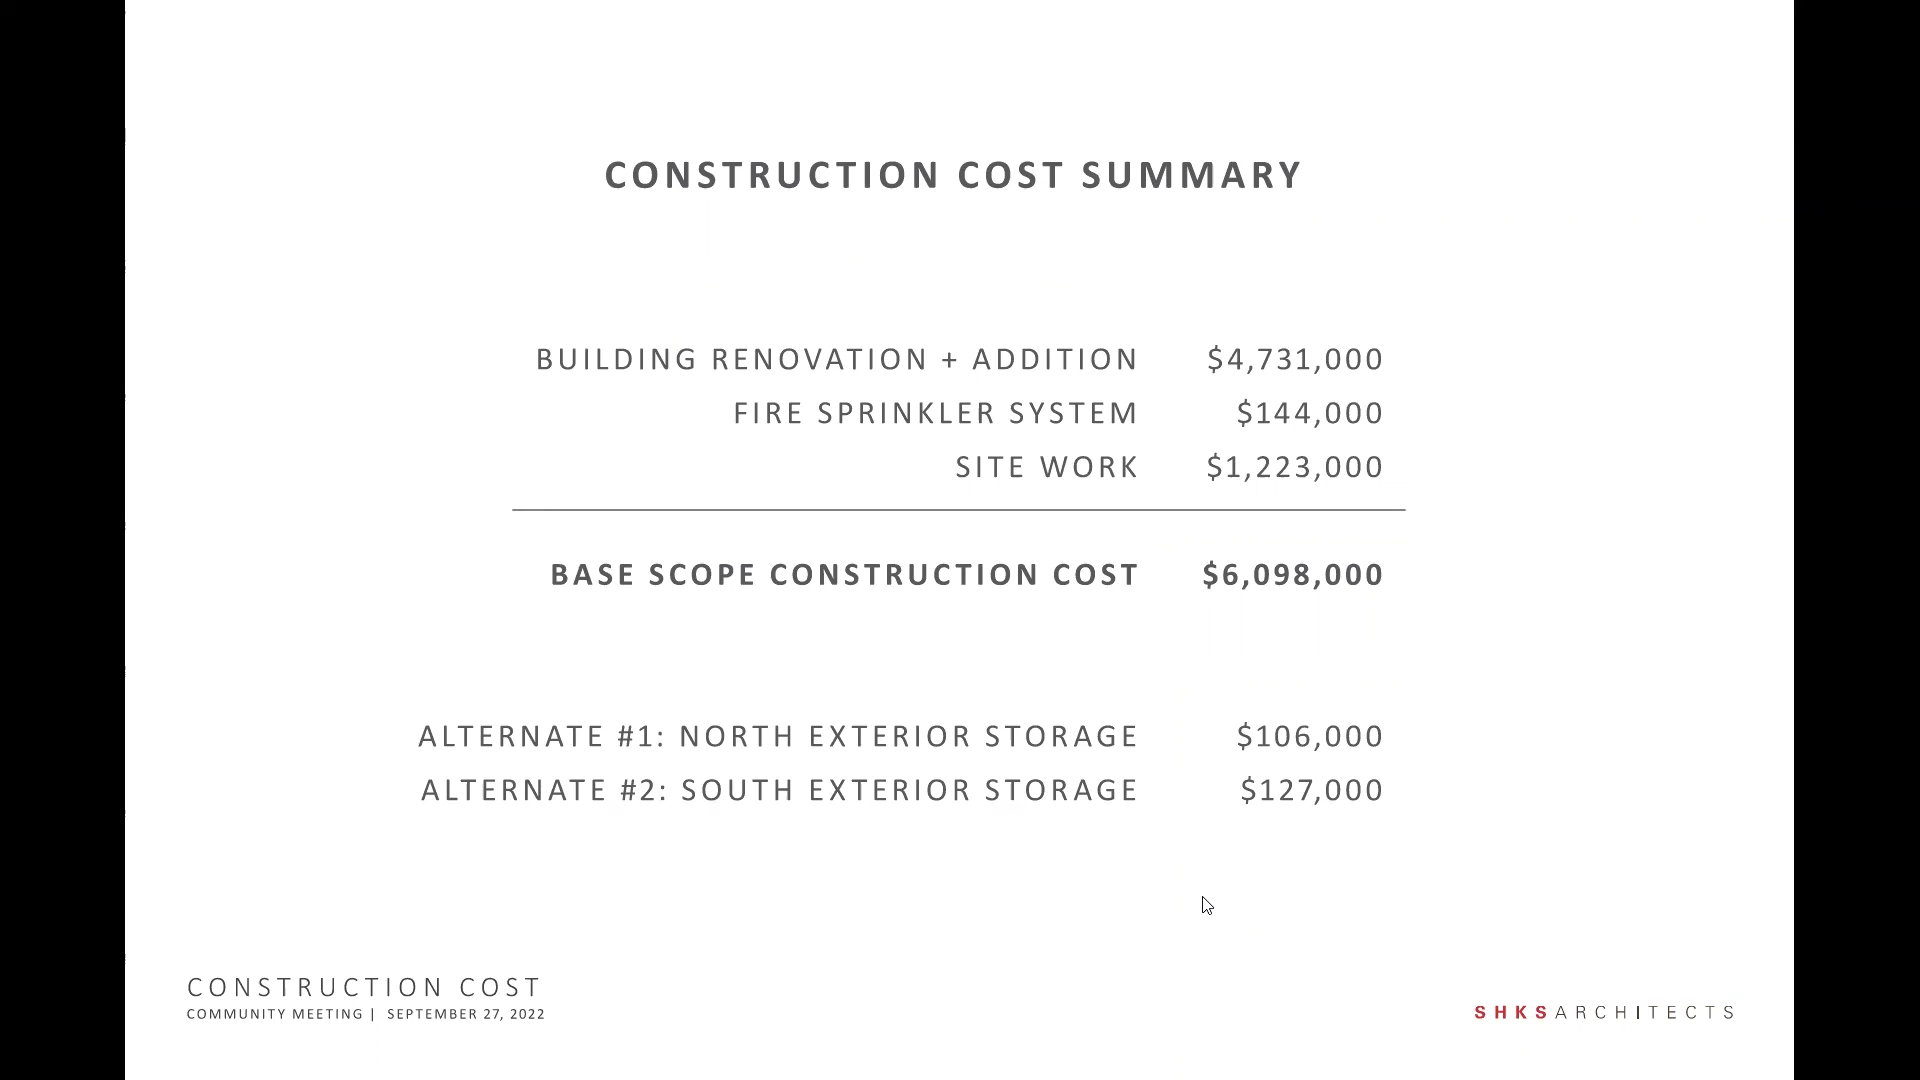 CONSTRUCTION COST SUMMARY
BUILDING RENOVATION + ADDITION $4,731,000
FIRE SPRINKLER SYSTEM $144,000
SITE WORK $1,223,000
BASE SCOPE CONSTRUCTION COST $6,098,000
ALTERNATE #1: NORTH EXTERIOR STORAGE $106,000
ALTERNATE #2: SOUTH EXTERIOR STORAGE $127,000
CONSTRUCTION COST
COMMUNITY MEETING | SEPTEMBER 27, 2022
SHKSARCHITECTS